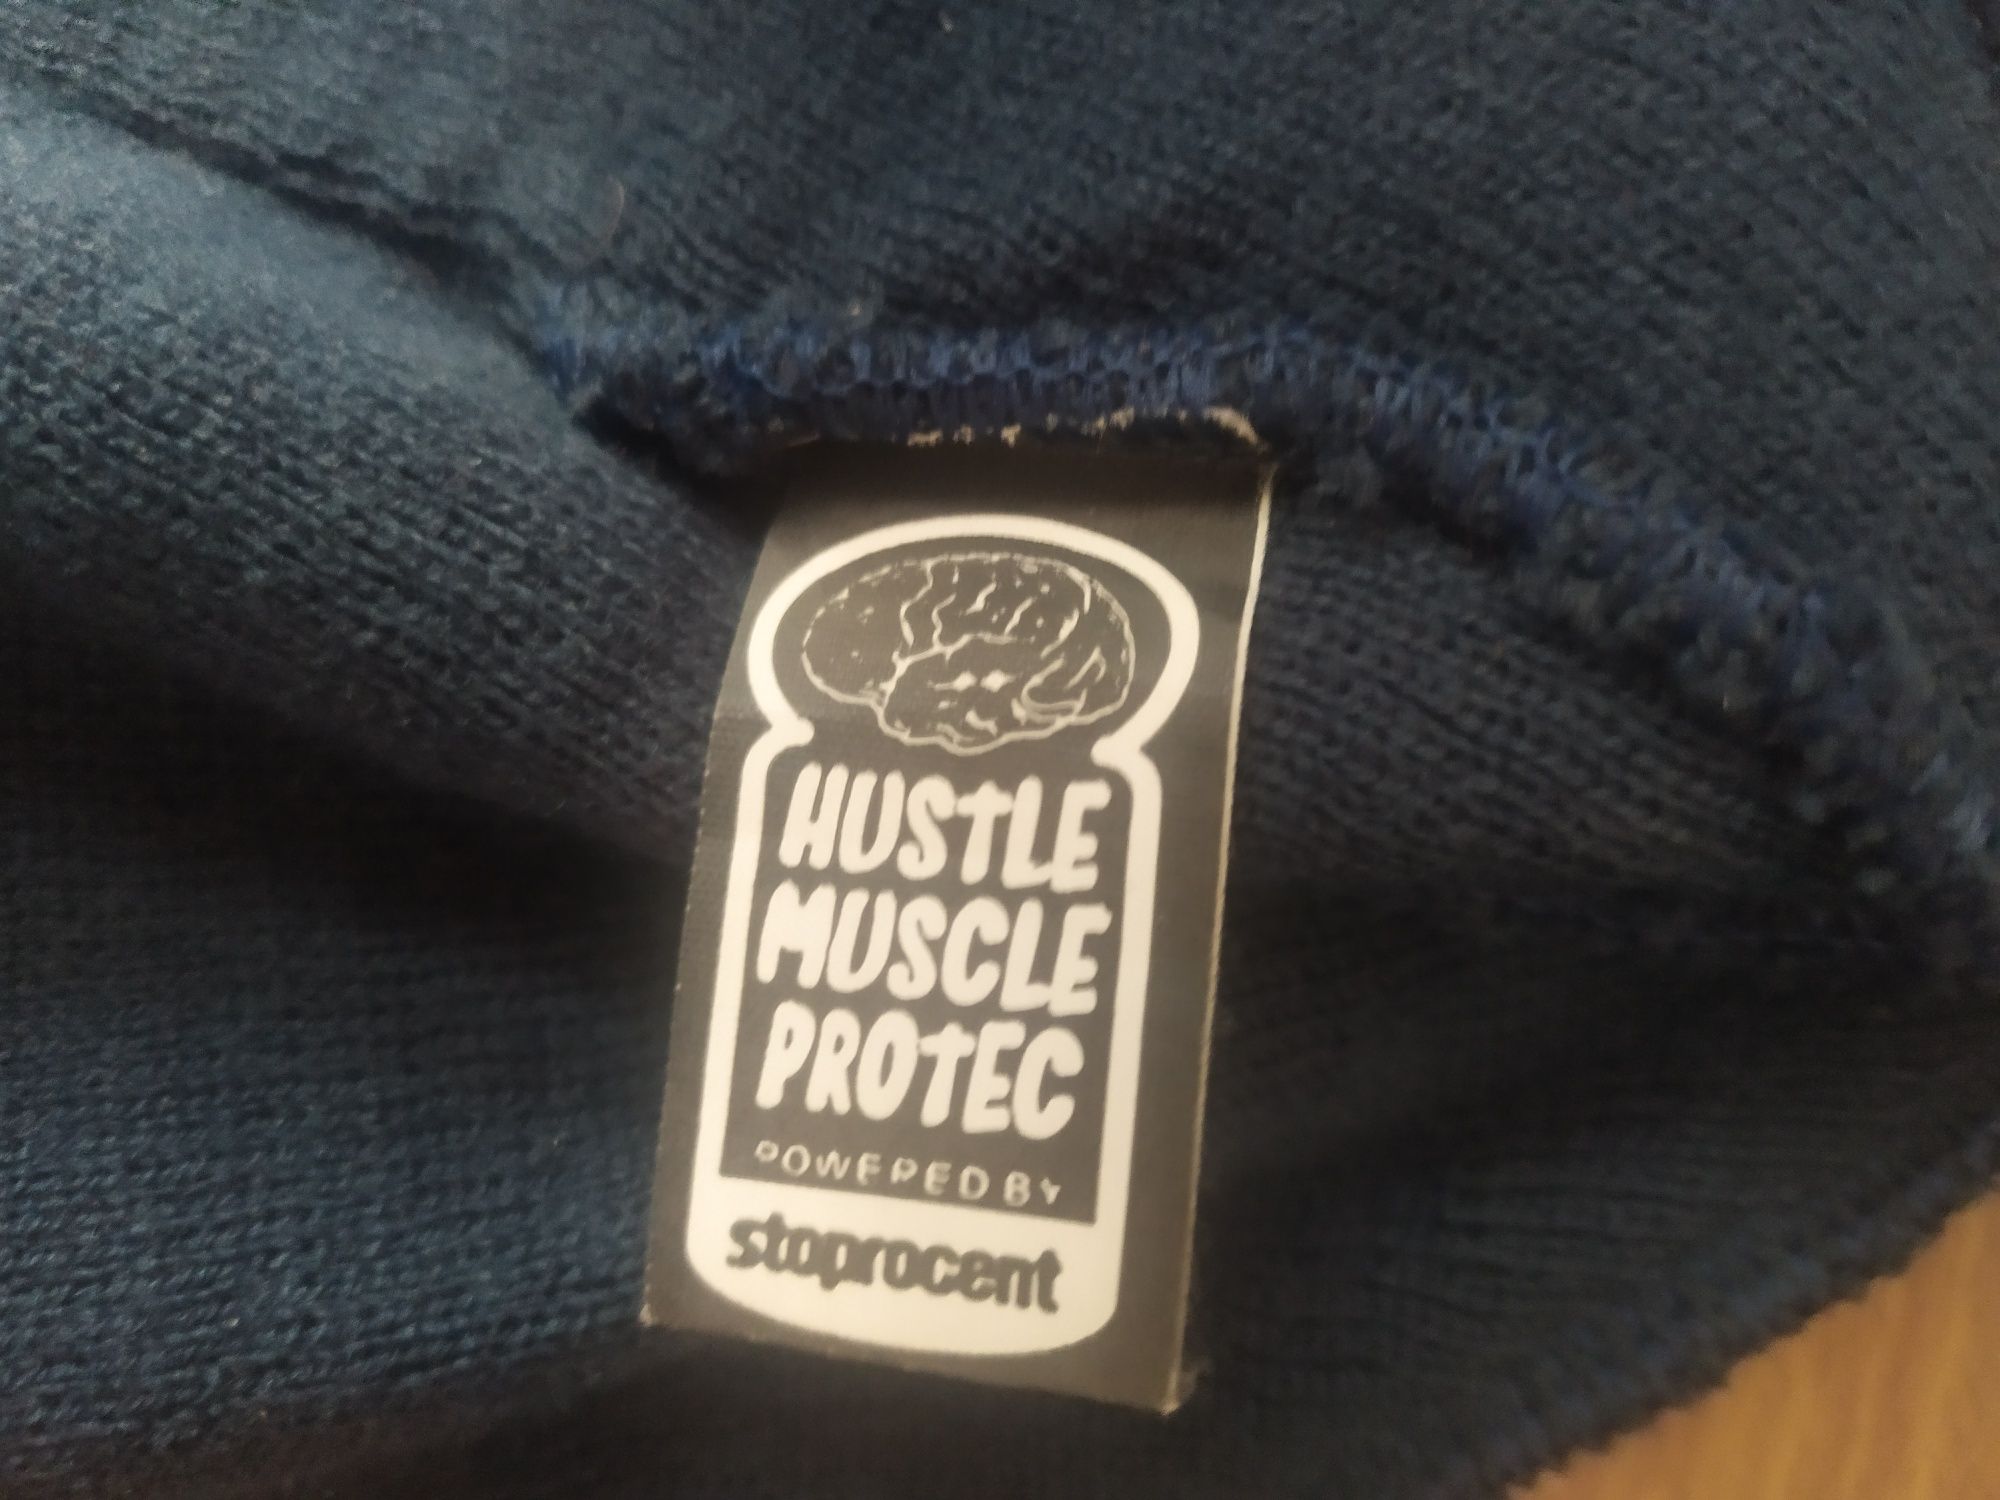 HUSTLE
MUSCLE
PROTEC
POWERED BY
stoprocent